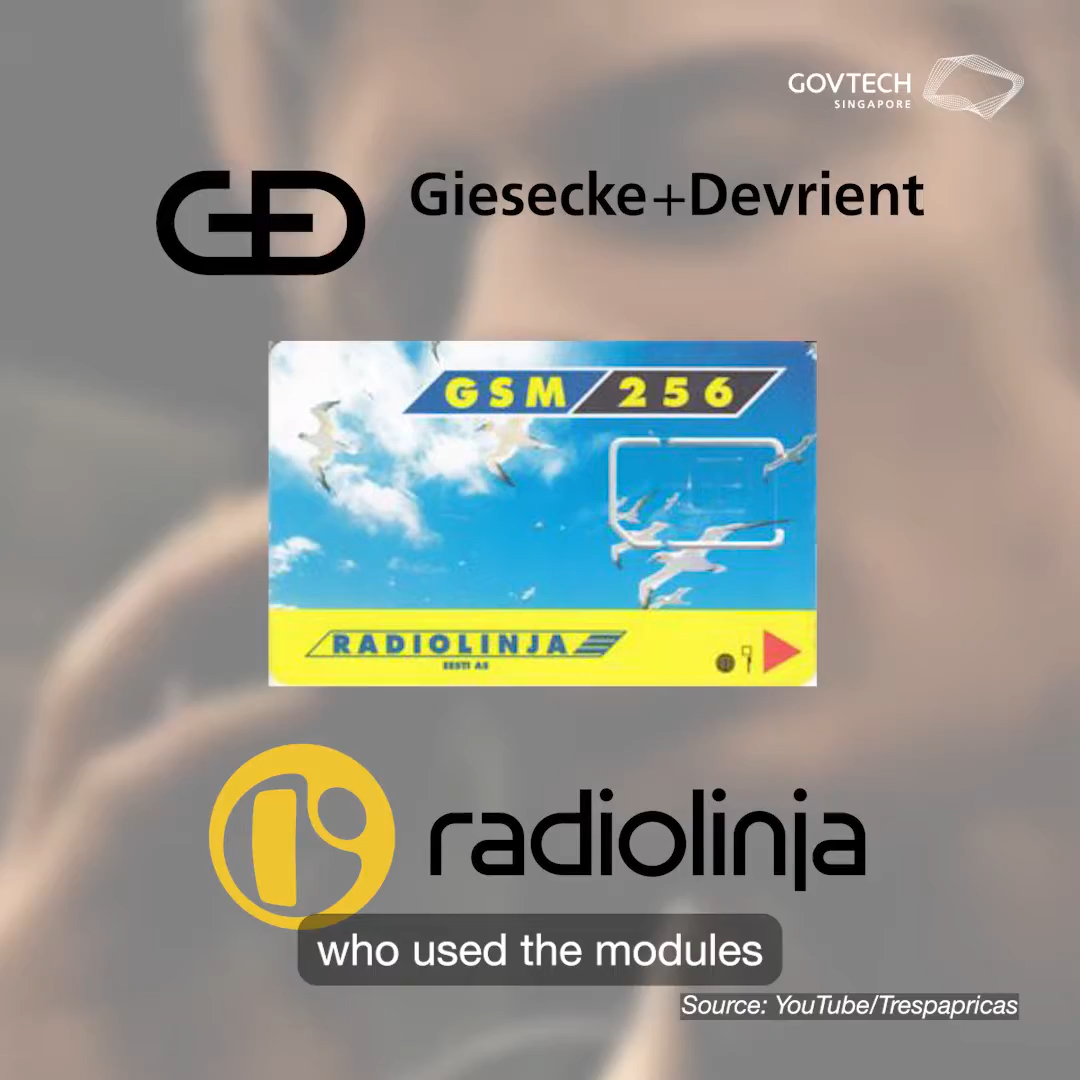 GOVTECH
SINGAPORE
G+D
Giesecke+Devrient
GSM 256
RADIOLINJA
EESTI AS
radiolinja
who used the modules
Source: YouTube/Trespapricas